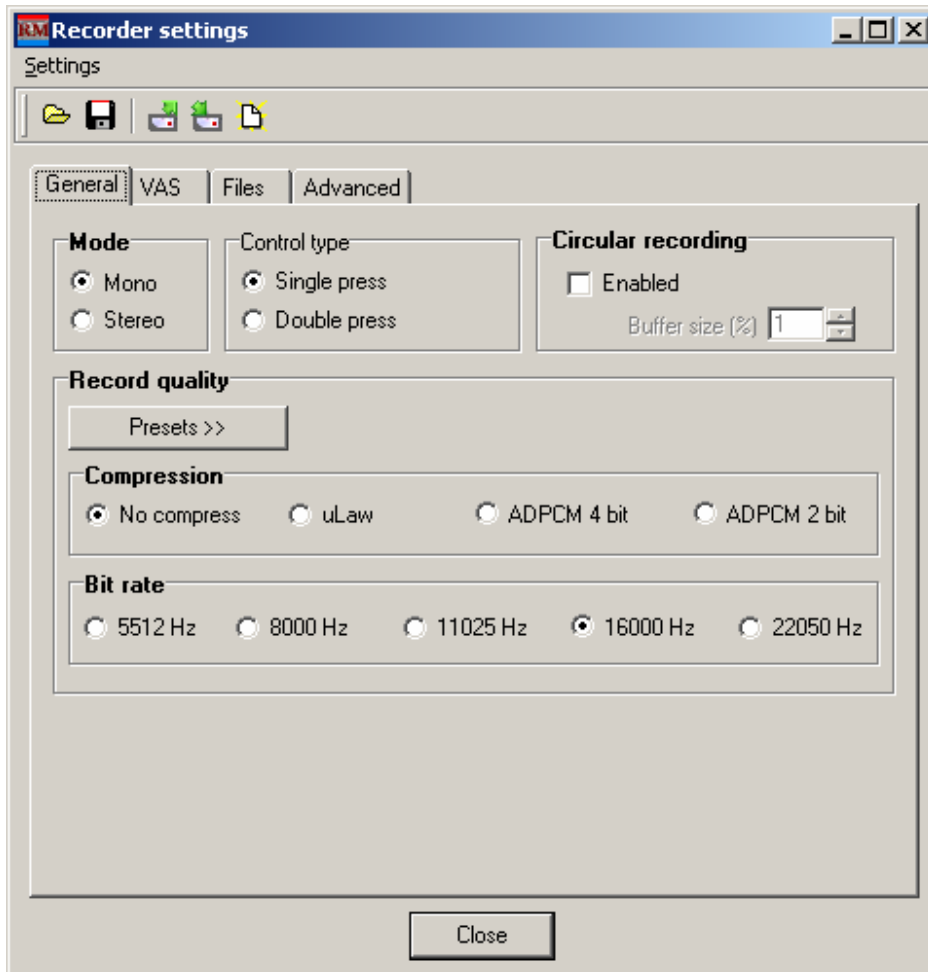 RM Recorder settings
Settings
General VAS Files Advanced
Mode Control type Circular recording
Mono Single press Enabled
Stereo Double press Buffer size (%) 1
Record quality
Presets >>
Compression
No compress uLaw ADPCM 4 bit ADPCM 2 bit
Bit rate
5512 Hz 8000 Hz 11025 Hz 16000 Hz 22050 Hz
Close